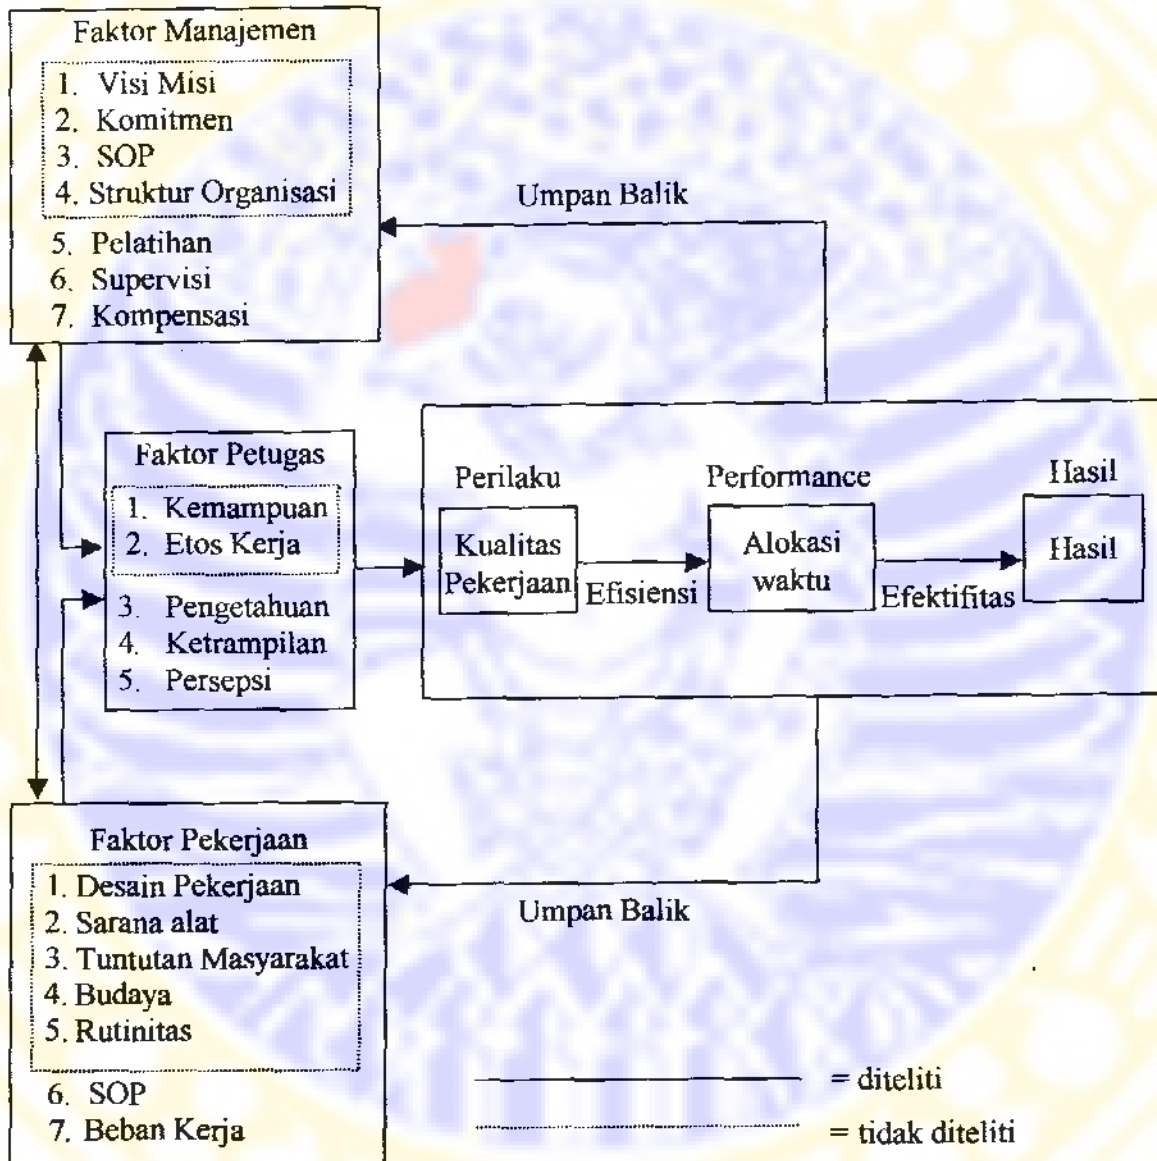 Faktor Manajemen
1. Visi Misi
2. Komitmen
3. SOP
4. Struktur Organisasi
5. Pelatihan
6. Supervisi
7. Kompensasi
Umpan Balik
Faktor Petugas
1. Kemampuan
2. Etos Kerja
3. Pengetahuan
4. Ketrampilan
5. Persepsi
Perilaku
Kualitas
Pekerjaan
Efisiensi
Performance
Alokasi
waktu
Efektifitas
Hasil
Hasil
Faktor Pekerjaan
1. Desain Pekerjaan
2. Sarana alat
3. Tuntutan Masyarakat
4. Budaya
5. Rutinitas
6. SOP
7. Beban Kerja
Umpan Balik
= diteliti
= tidak diteliti